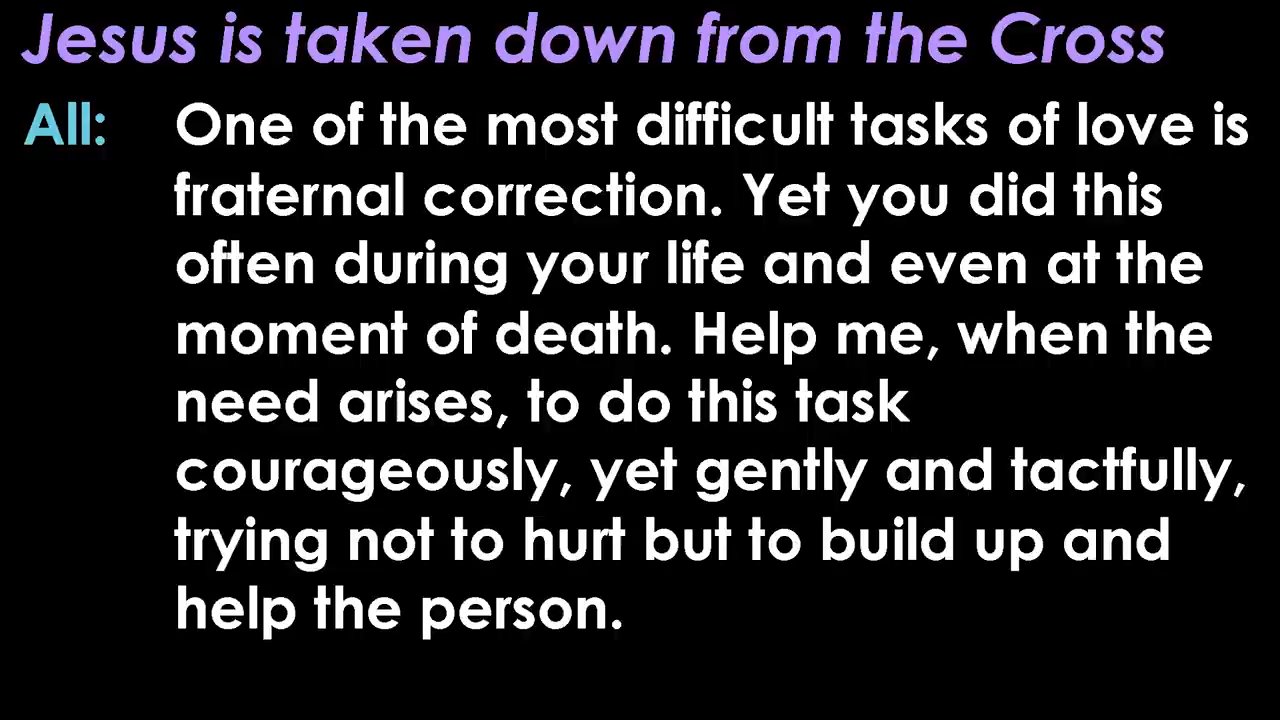 Jesus is taken down from the Cross
All: One of the most difficult tasks of love is
fraternal correction. Yet you did this
often during your life and even at the
moment of death. Help me, when the
need arises, to do this task
courageously, yet gently and tactfully,
trying not to hurt but to build up and
help the person.